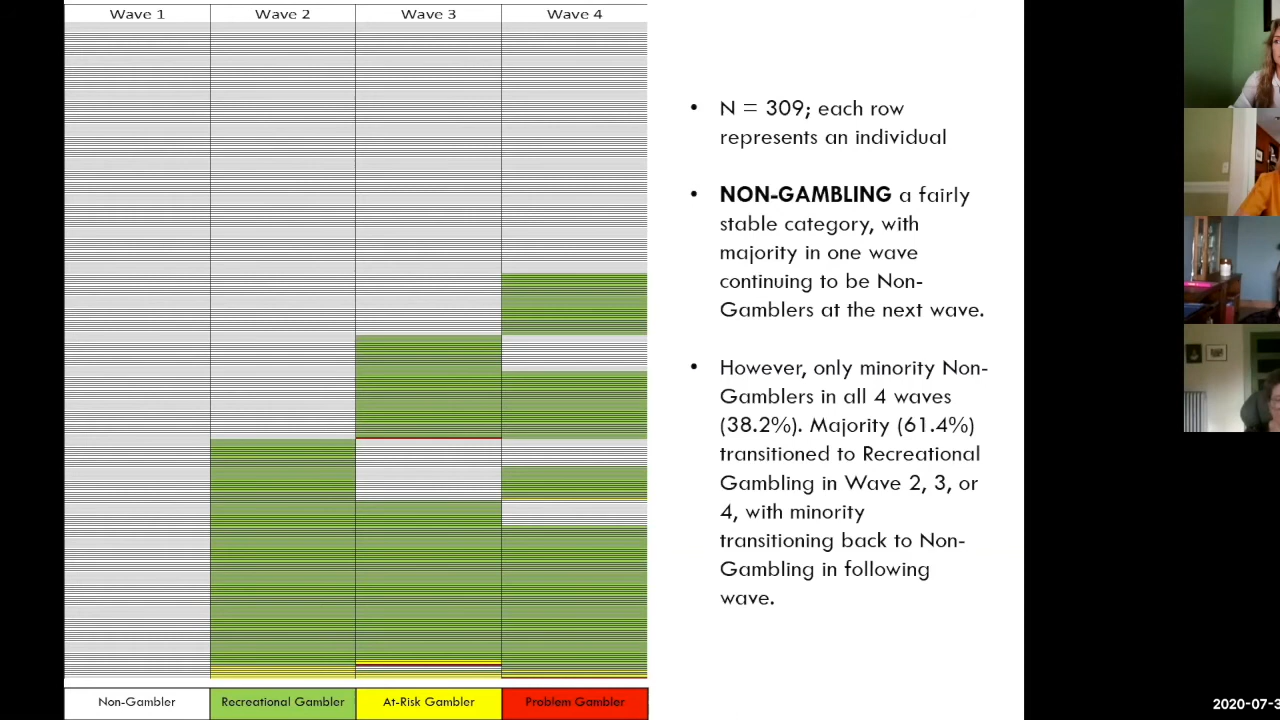 Wave 1 Wave 2 Wave 3 Wave 4
• N = 309; each row
represents an individual
• NON-GAMBLING a fairly
stable category, with
majority in one wave
continuing to be Non-
Gamblers at the next wave.
• However, only minority Non-
Gamblers in all 4 waves
(38.2%). Majority (61.4%)
transitioned to Recreational
Gambling in Wave 2, 3, or
4, with minority
transitioning back to Non-
Gambling in following
wave.
Non-Gambler Recreational Gambler At-Risk Gambler Problem Gambler
2020-07-3